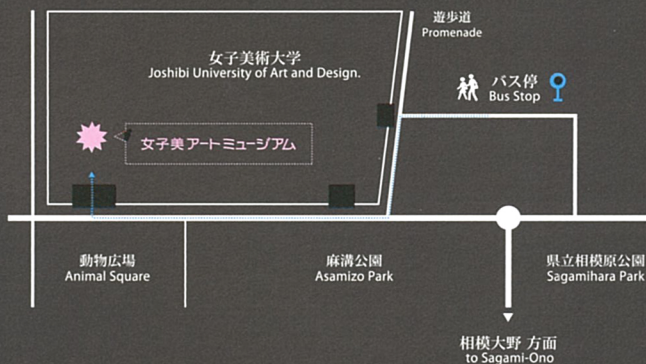 遊歩道
Promenade
女子美術大学
Joshibi University of Art and Design.
バス停
Bus Stop
女子美アートミュージアム
動物広場
Animal Square
麻溝公園
Asamizo Park
県立相模原公園
Sagamihara Park
相模大野 方面
to Sagami-Ono